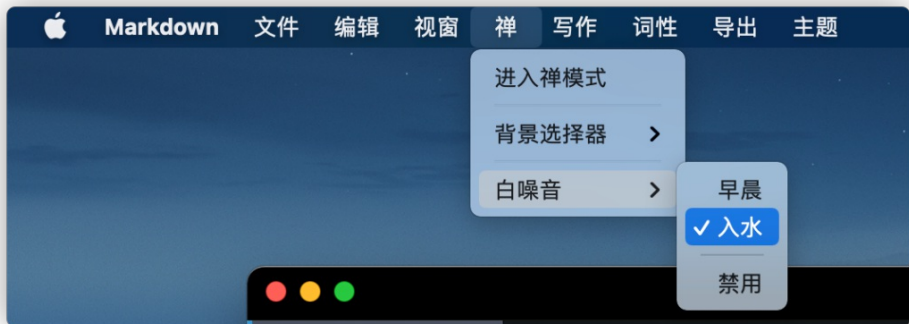 Markdown 文件 编辑 视窗 禅 写作 词性 导出 主题
进入禅模式
背景选择器
白噪音
早晨
入水
禁用